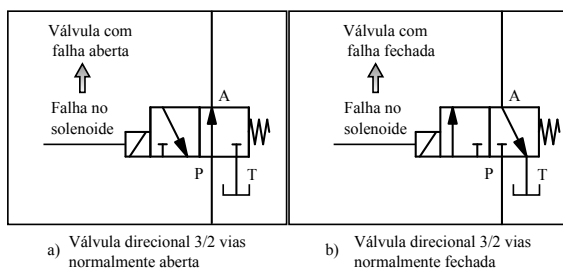 Válvula com
falha aberta
Falha no
solenoide
A
P
T
Válvula com
falha fechada
Falha no
solenoide
A
P
T
a) Válvula direcional 3/2 vias
normalmente aberta
b) Válvula direcional 3/2 vias
normalmente fechada